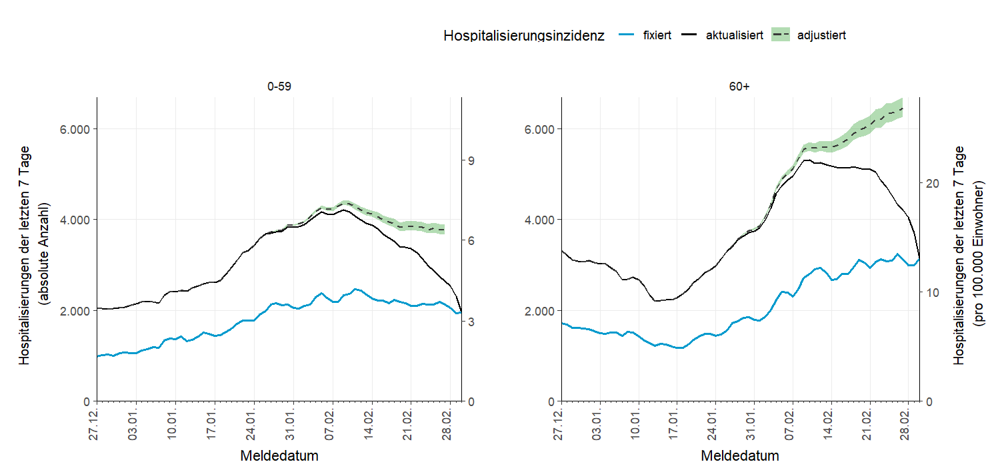 Hospitalisierungsinzidenz fixiert aktualisiert adjustiert
0-59
Hospitalisierungen der letzten 7 Tage
(absolute Anzahl)
6.000
4.000
2.000
0
9
6
3
0
27.12. 03.01. 10.01. 17.01. 24.01. 31.01. 07.02. 14.02. 21.02. 28.02.
Meldedatum
60+
6.000
4.000
2.000
0
20
10
0
Hospitalisierungen der letzten 7 Tage
(pro 100.000 Einwohner)
27.12. 03.01. 10.01. 17.01. 24.01. 31.01. 07.02. 14.02. 21.02. 28.02.
Meldedatum